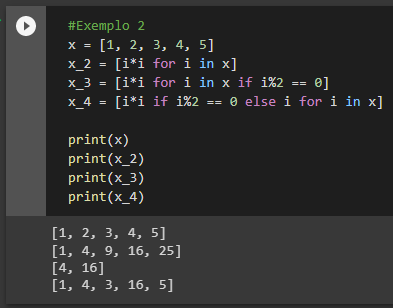 #Exemplo 2
x = [1, 2, 3, 4, 5]
x_2 = [i*i for i in x]
x_3 = [i*i for i in x if i%2 == 0]
x_4 = [i*i if i%2 == 0 else i for i in x]

print(x)
print(x_2)
print(x_3)
print(x_4)

[1, 2, 3, 4, 5]
[1, 4, 9, 16, 25]
[4, 16]
[1, 4, 3, 16, 5]